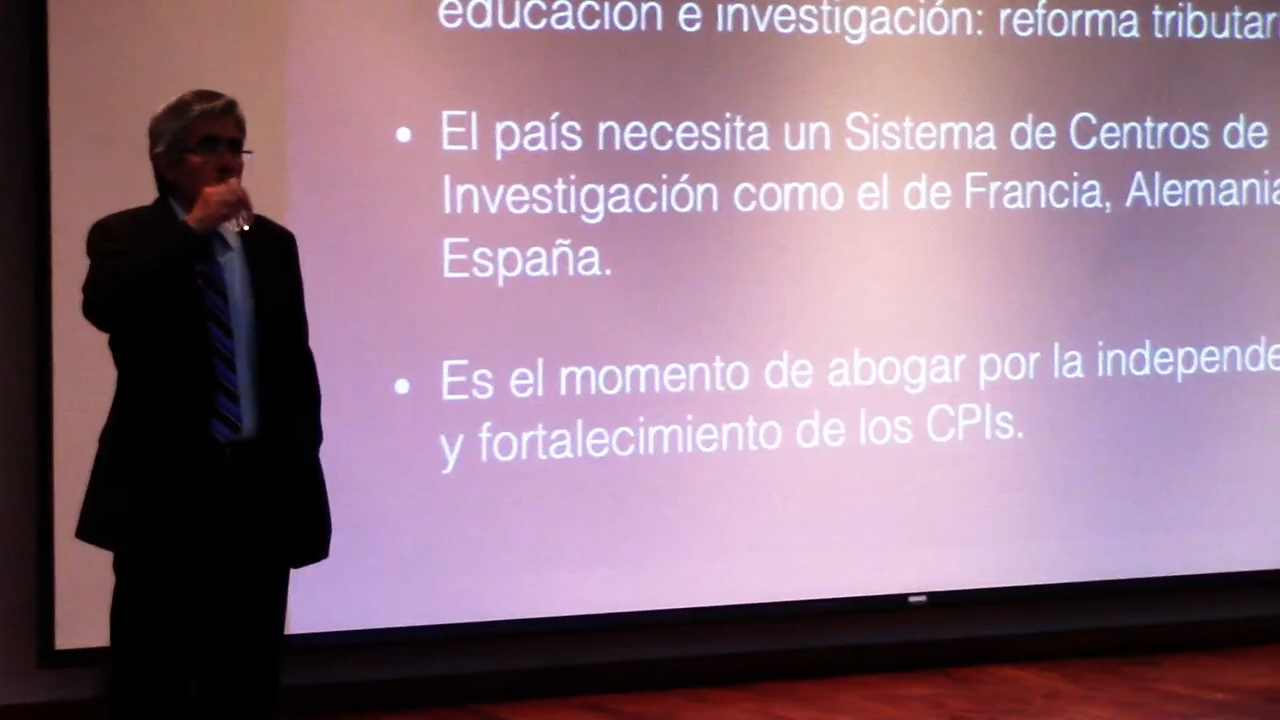 educación e investigación: reforma tributar
• El país necesita un Sistema de Centros de
Investigación como el de Francia, Alemania
España.
• Es el momento de abogar por la independe
y fortalecimiento de los CPIs.